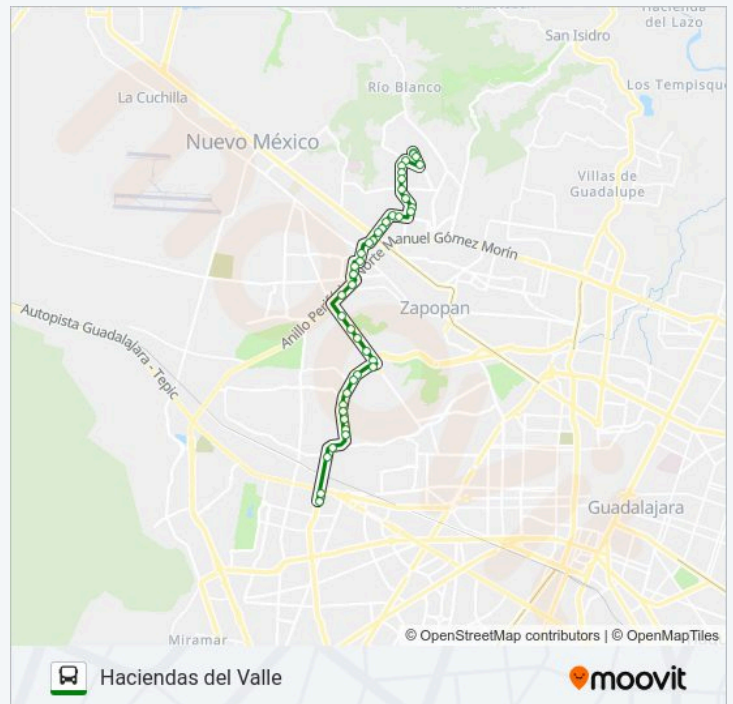 Hacienda
del Lazo
San Isidro
La Cuchilla
Río Blanco
Los Tempisque
Nuevo México
Villas de
Guadalupe
Manuel Gómez Morín
Norte
Anillo Perifé
Zapopan
Autopista Guadalajara - Tepic
Guadalajara
Miramar
© OpenStreetMap contributors | © OpenMapTiles
Haciendas del Valle
moovit